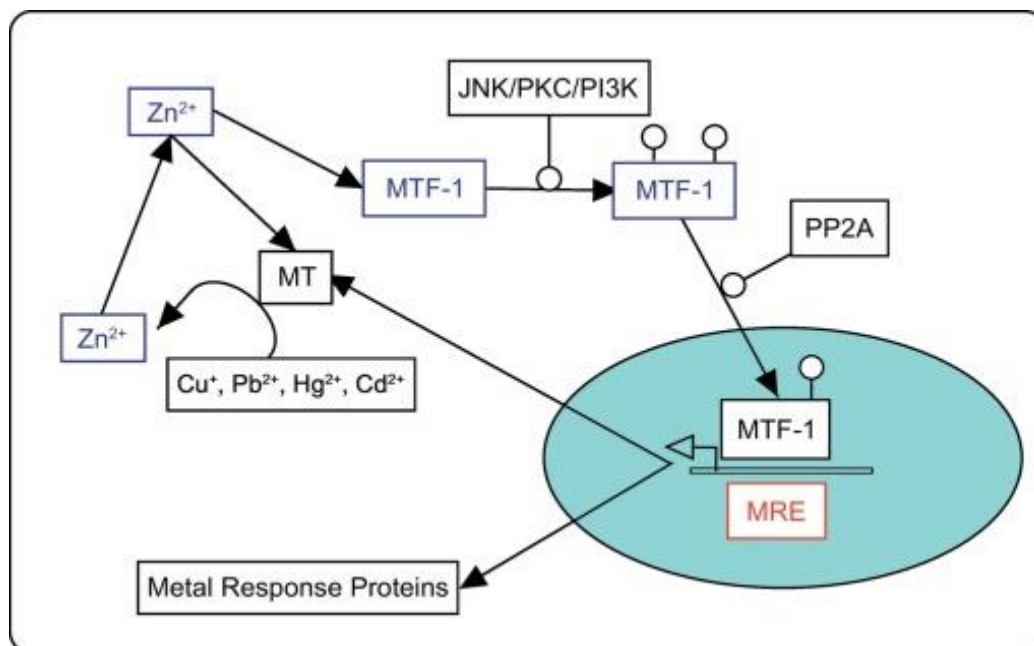 JNK/PKC/PI3K
Zn²⁺
MTF-1
MTF-1
PP2A
MT
Zn²⁺
Cu⁺, Pb²⁺, Hg²⁺, Cd²⁺
MTF-1
MRE
Metal Response Proteins